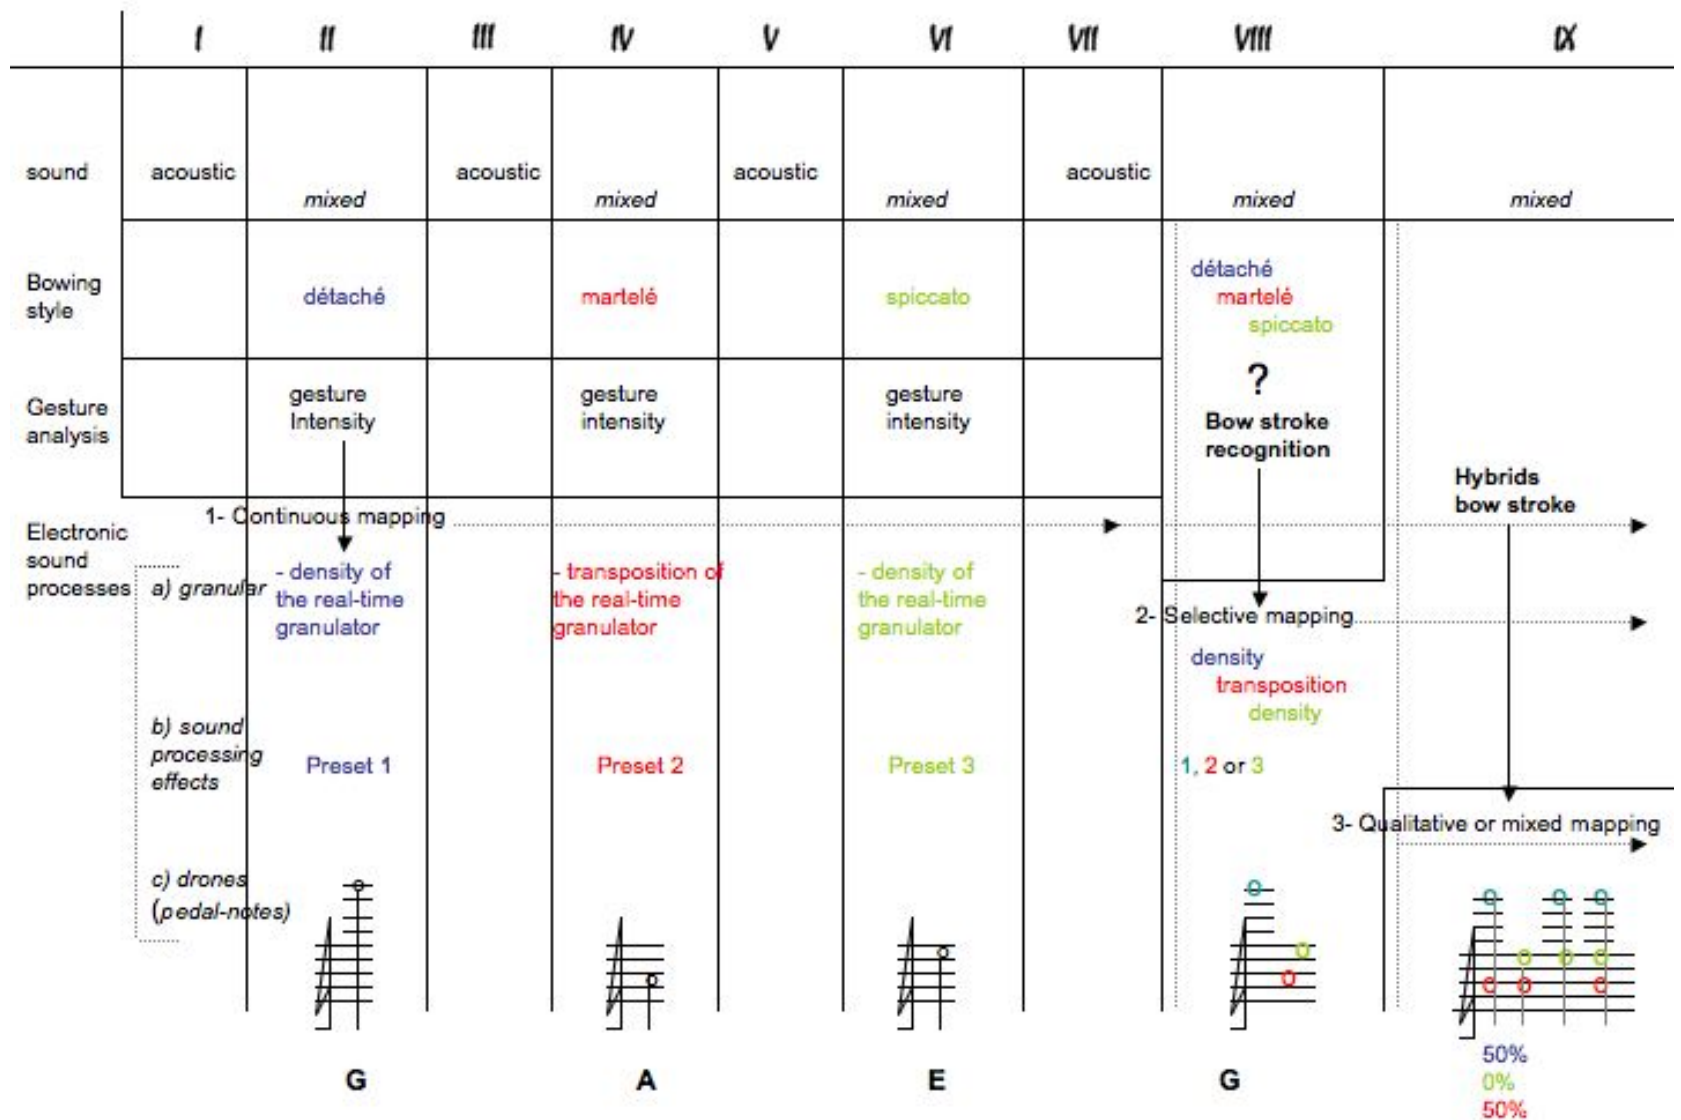 I II III IV V VI VII VIII IX
sound acoustic mixed acoustic mixed acoustic mixed acoustic mixed mixed
Bowing
style
détaché
martelé
spiccato
détaché
martelé
spiccato
Gesture
analysis
gesture
Intensity
gesture
intensity
gesture
intensity
?
Bow stroke
recognition
Hybrids
bow stroke
Electronic
sound
processes
1- Continuous mapping
a) granular
- density of
the real-time
granulator
- transposition of
the real-time
granulator
- density of
the real-time
granulator
2- Selective mapping
density
transposition
density
b) sound
processing
effects
Preset 1
Preset 2
Preset 3
1, 2 or 3
3- Qualitative or mixed mapping
c) drones
(pedal-notes)
G A E G
50%
0%
50%